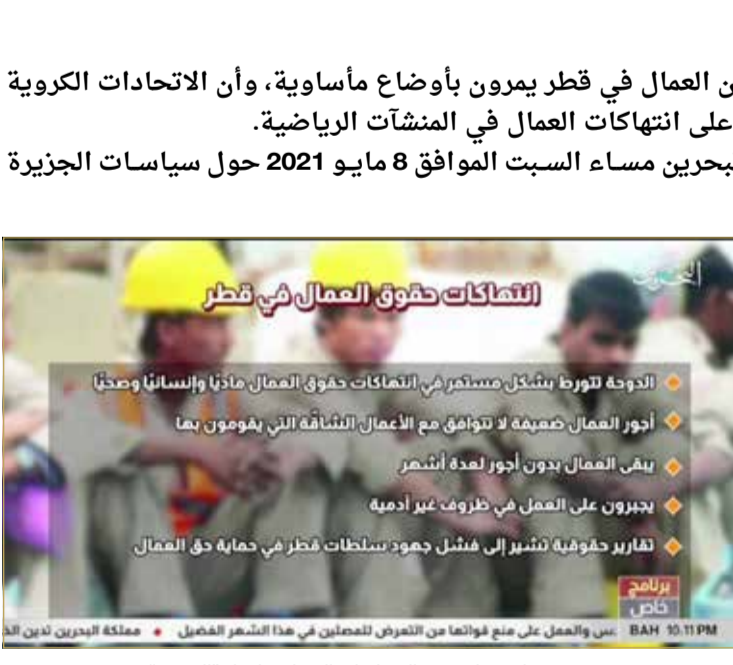 العمال في قطر يمرون بأوضاع مأساوية، وأن الاتحادات الكروية
على انتهاكات العمال في المنشآت الرياضية.
مساء السبت الموافق 8 مايو 2021 حول سياسات الجزيرة
البحرين
انتهاكات حقوق العمال في قطر
الدوحة تتورط بشكل مستمر في انتهاكات حقوق العمال ماديًا وإنسانيًا وصحيًا
أجور العمال ضعيفة لا تتوافق مع الأعمال الشاقّة التي يقومون بها
يبقى العمال بدون أجور لعدة أشهر
يجبرون على العمل في ظروف غير آدمية
تقارير حقوقية تشير إلى فشل جهود سلطات قطر في حماية حق العمال
برنامج
خاص
BAH 10:11 PM والعمل على منع قواتها من التعرض للمصلين في هذا الشهر الفضيل • مملكة البحرين تدين